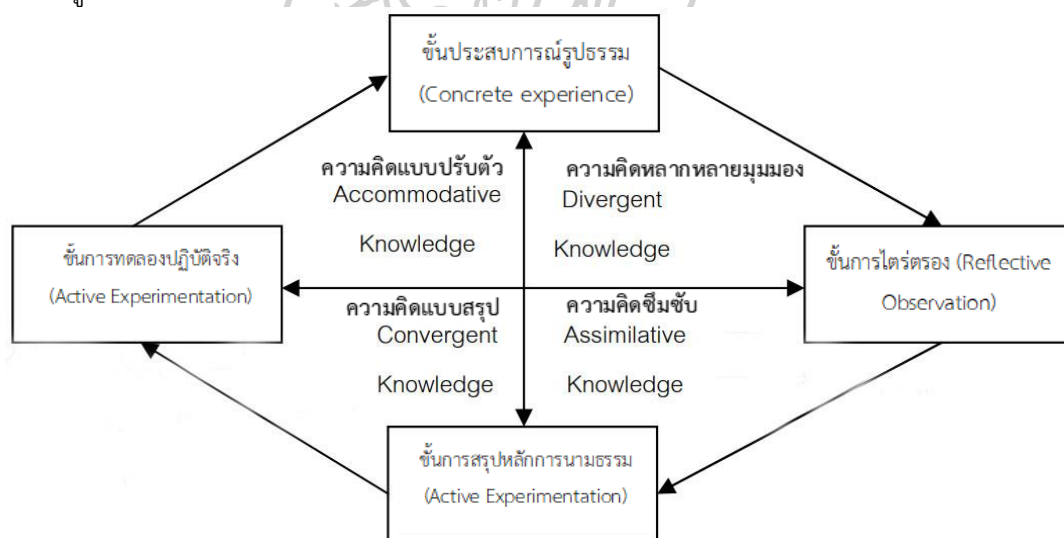 ขั้นประสบการณ์รูปธรรม
(Concrete experience)
ความคิดแบบปรับตัว
Accommodative
Knowledge
ความคิดหลากหลายมุมมอง
Divergent
Knowledge
ขั้นการทดลองปฏิบัติจริง
(Active Experimentation)
ขั้นการไตร่ตรอง (Reflective
Observation)
ความคิดแบบสรุป
Convergent
Knowledge
ความคิดซึมซับ
Assimilative
Knowledge
ขั้นการสรุปหลักการนามธรรม
(Active Experimentation)